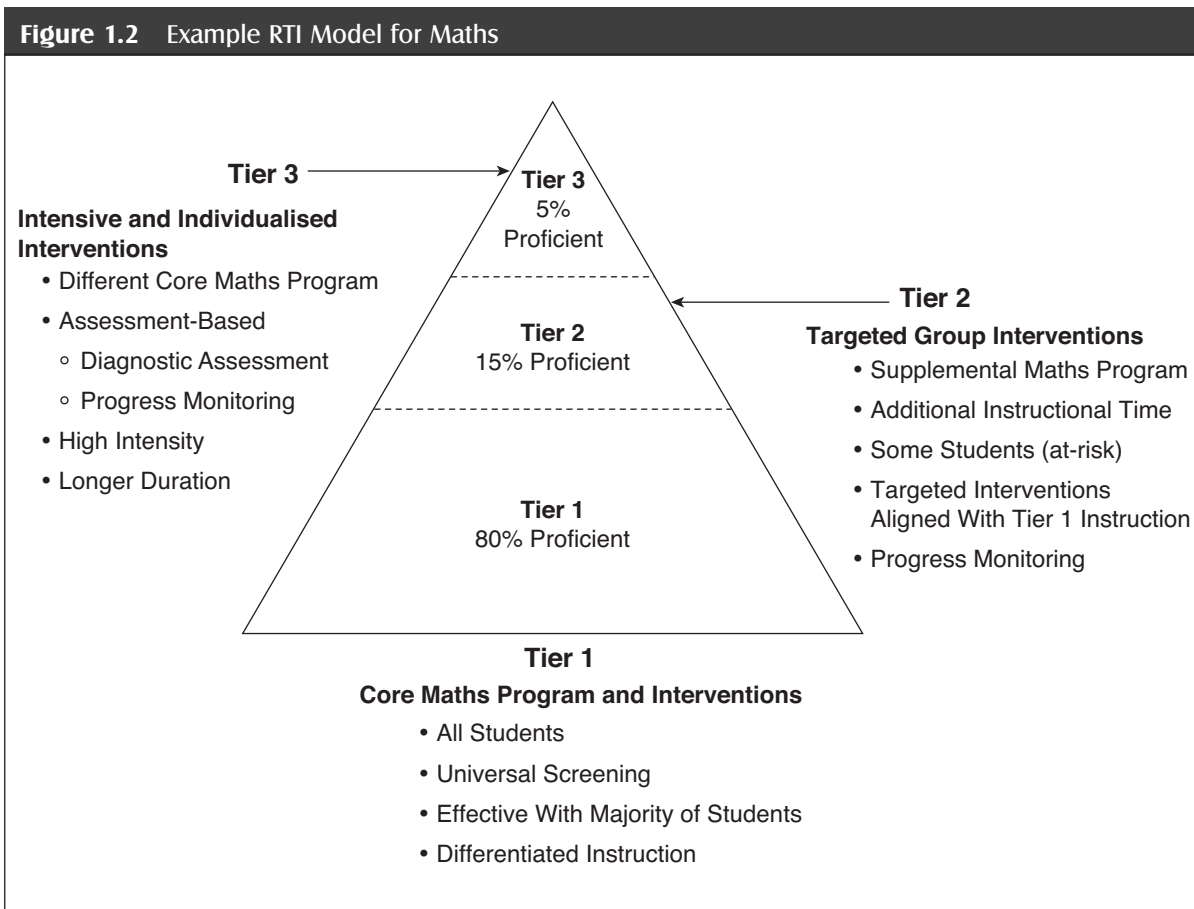 Figure 1.2 Example RTI Model for Maths
Tier 3
Intensive and Individualised
Interventions
• Different Core Maths Program
• Assessment-Based
○ Diagnostic Assessment
○ Progress Monitoring
• High Intensity
• Longer Duration
Tier 3
5%
Proficient
Tier 2
15% Proficient
Tier 1
80% Proficient
Tier 2
Targeted Group Interventions
• Supplemental Maths Program
• Additional Instructional Time
• Some Students (at-risk)
• Targeted Interventions
Aligned With Tier 1 Instruction
• Progress Monitoring
Tier 1
Core Maths Program and Interventions
• All Students
• Universal Screening
• Effective With Majority of Students
• Differentiated Instruction